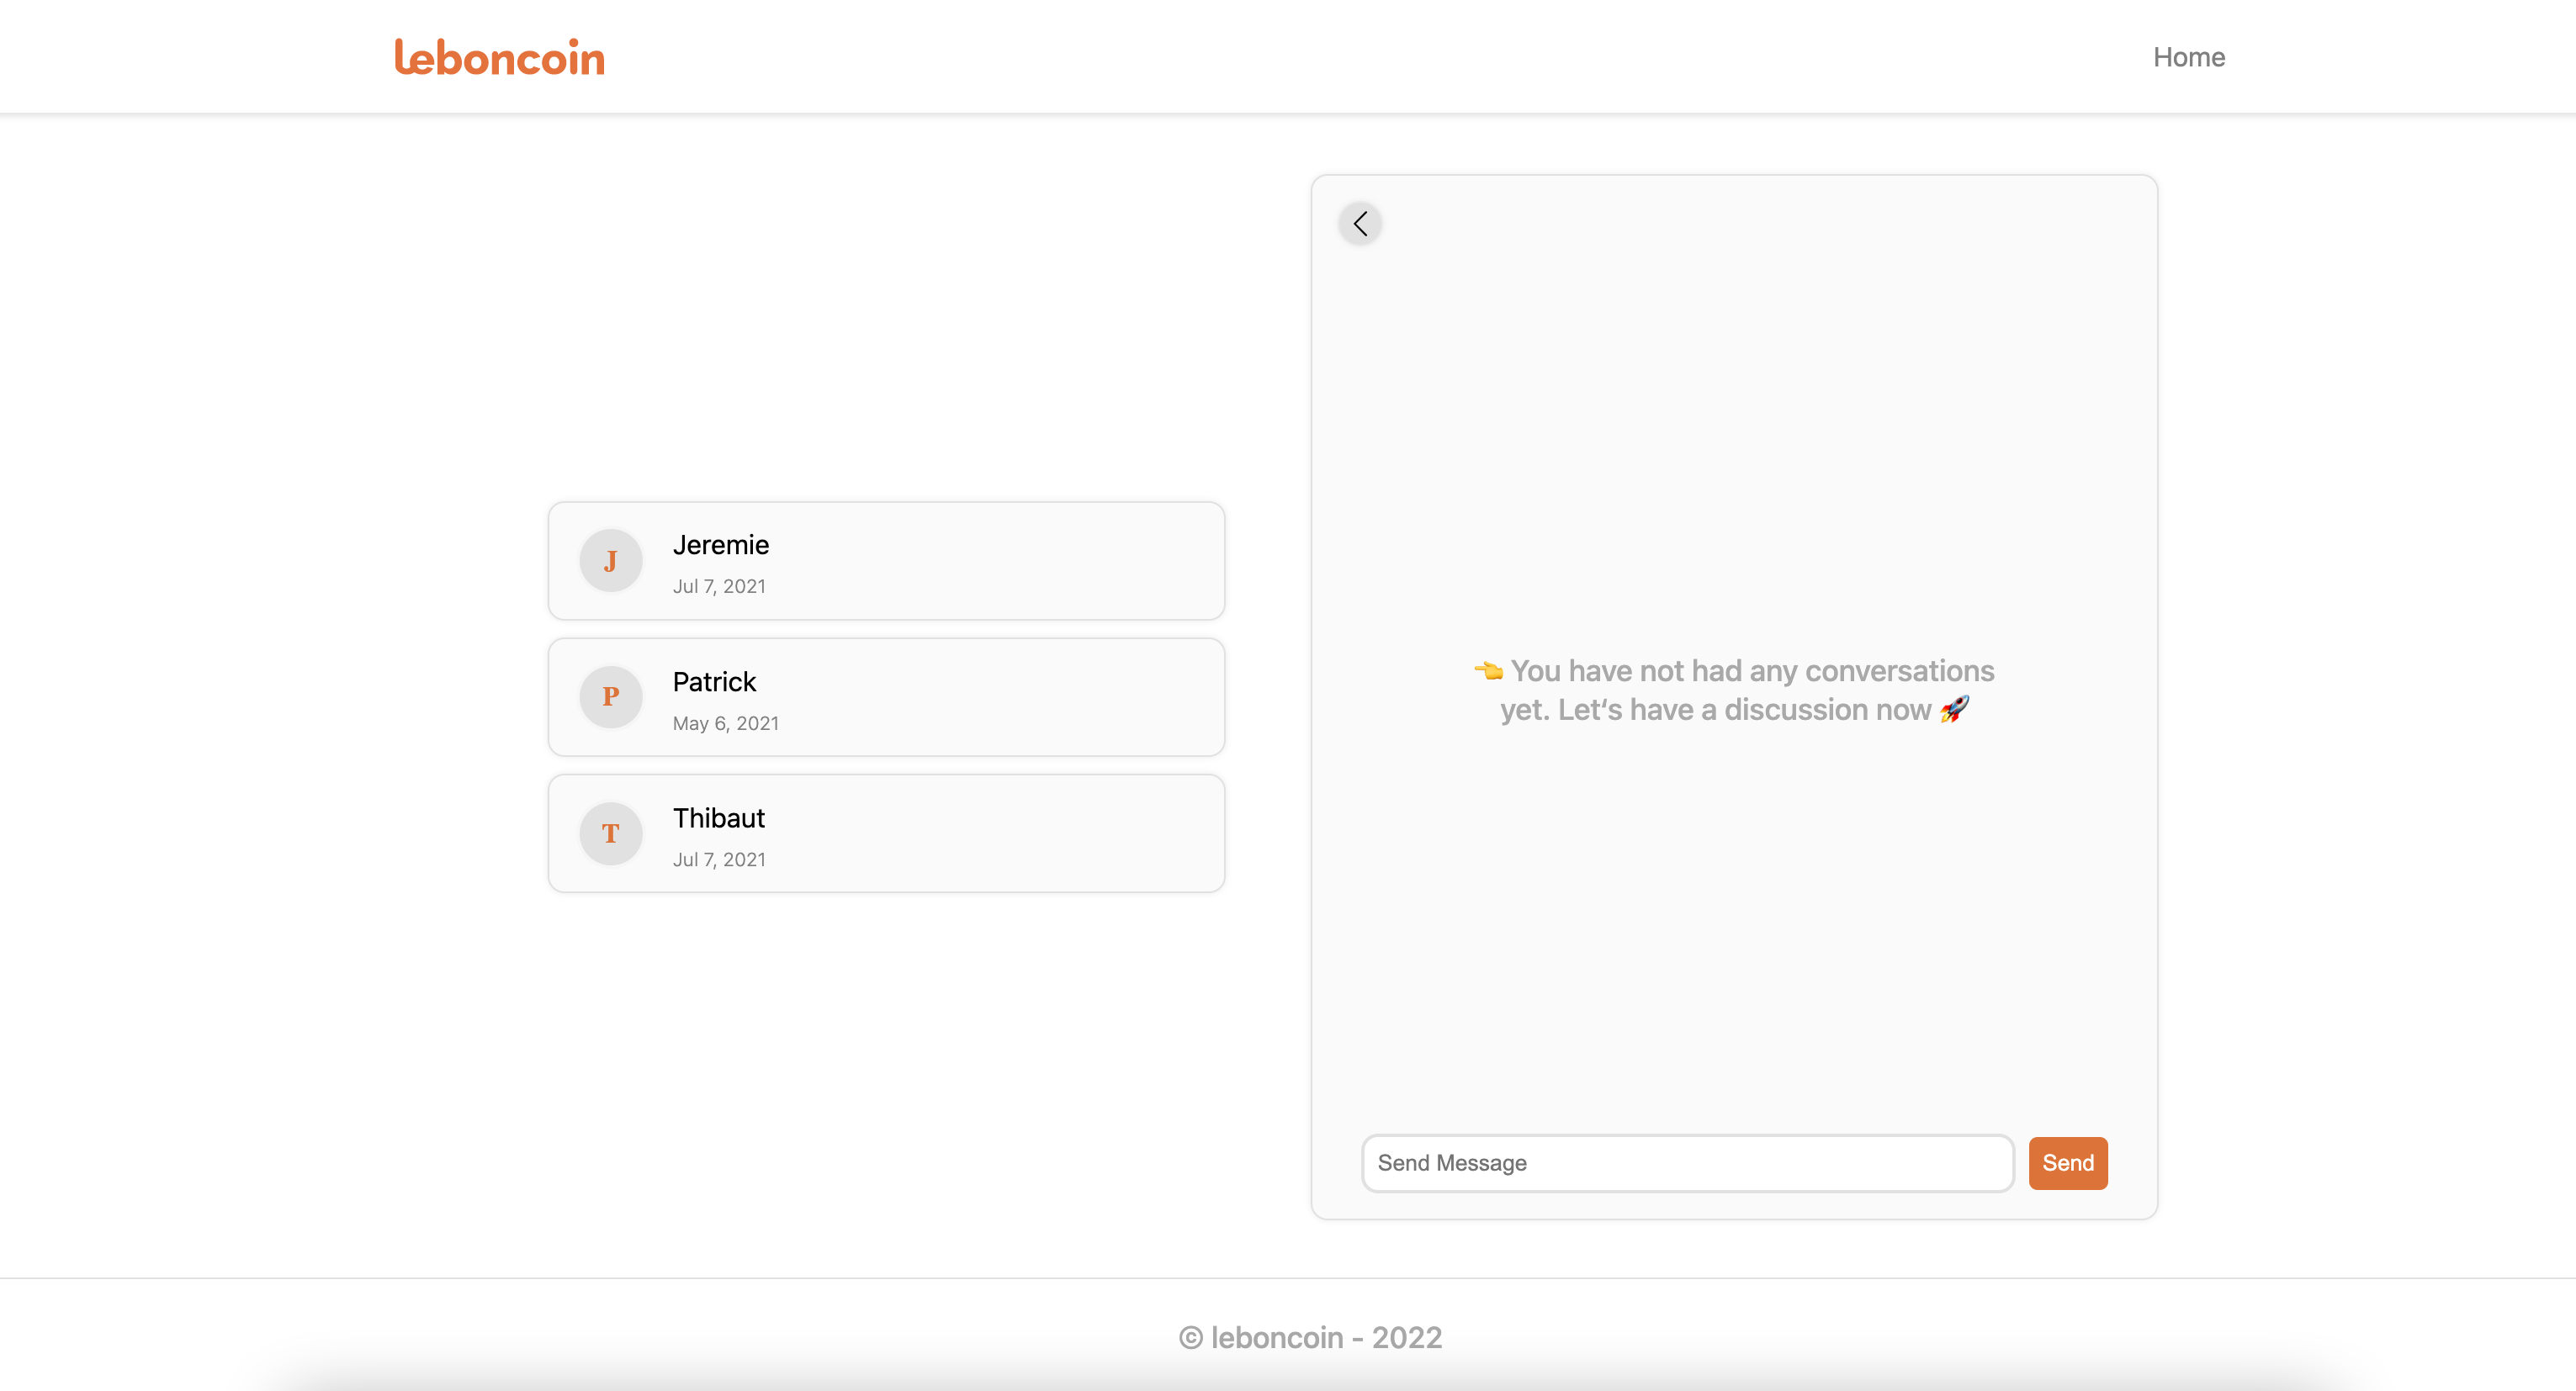 leboncoin
Home
J
Jeremie
Jul 7, 2021
P
Patrick
May 6, 2021
T
Thibaut
Jul 7, 2021
👈 You have not had any conversations
yet. Let‘s have a discussion now 🚀
Send Message
Send
© leboncoin - 2022